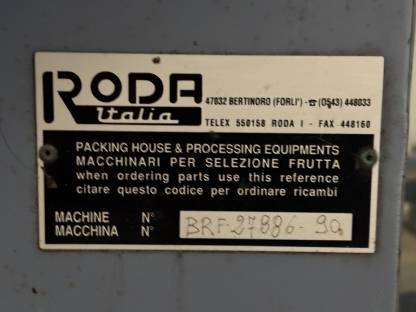 RODA
Italia
47032 BERTINORO (FORLI') - ☎ (0543) 448033
TELEX 550158 RODA I - FAX 448160
PACKING HOUSE & PROCESSING EQUIPMENTS
MACCHINARI PER SELEZIONE FRUTTA
when ordering parts use this reference
citare questo codice per ordinare ricambi
MACHINE N°
MACCHINA N° BRF-27886-90